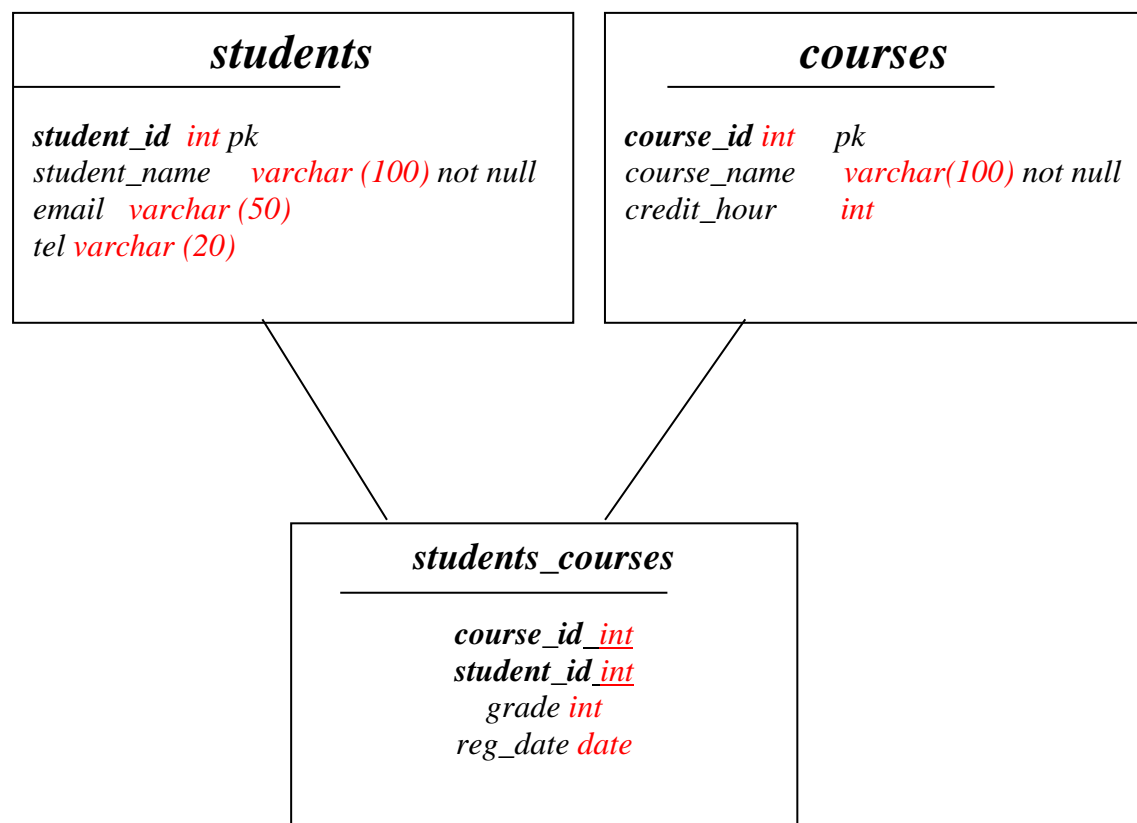 students
student_id int pk
student_name varchar (100) not null
email varchar (50)
tel varchar (20)
courses
course_id int pk
course_name varchar(100) not null
credit_hour int
students_courses
course_id int
student_id int
grade int
reg_date date